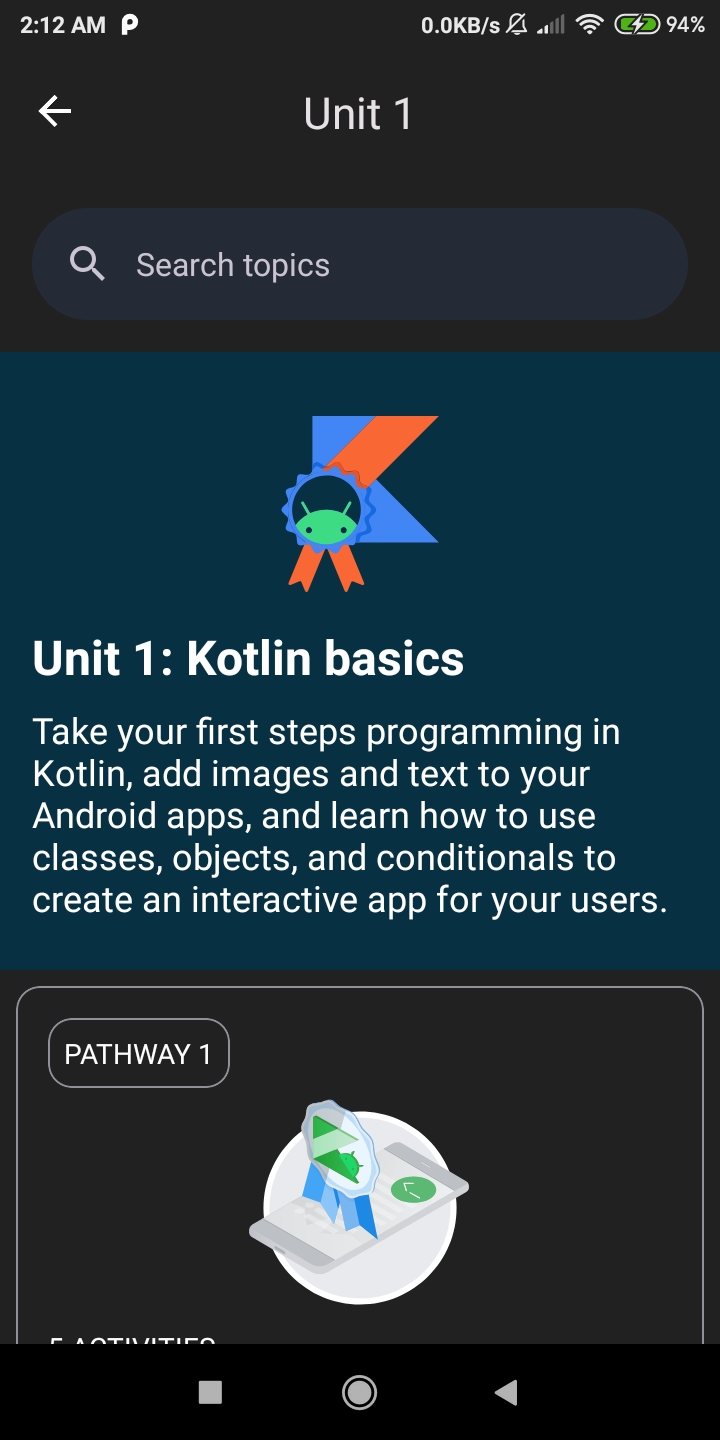 2:12 AM 0.0KB/s 94%
Unit 1
Search topics
Unit 1: Kotlin basics
Take your first steps programming in
Kotlin, add images and text to your
Android apps, and learn how to use
classes, objects, and conditionals to
create an interactive app for your users.
PATHWAY 1
5 ACTIVITIES